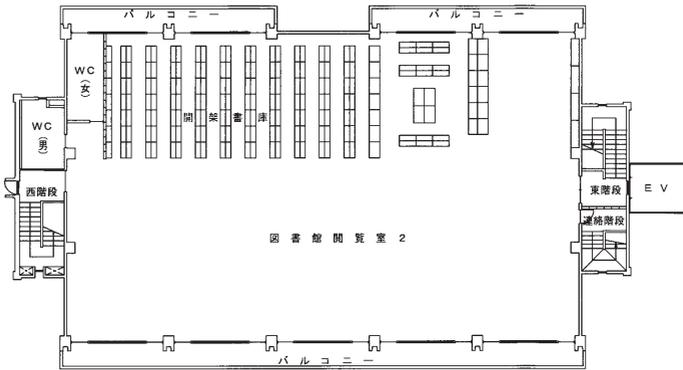 バルコニー
バルコニー
WC
(女)
WC
(男)
開架書庫
西階段
東階段
EV
連絡階段
図書館閲覧室2
バルコニー